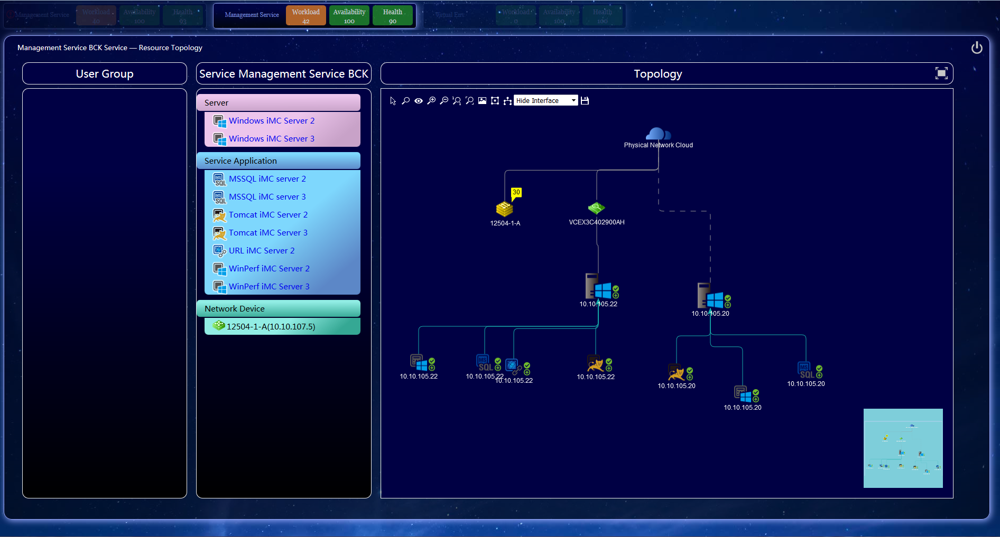 Management Service
Workload
40
Availability
100
Health
93
Management Service
Workload
42
Availability
100
Health
90
Virtual Env
Workload
0
Availability
100
Health
100
Management Service BCK Service — Resource Topology
User Group
Service Management Service BCK
Server
Windows iMC Server 2
Windows iMC Server 3
Service Application
MSSQL iMC server 2
MSSQL iMC server 3
Tomcat iMC Server 2
Tomcat iMC Server 3
URL iMC Server 2
WinPerf iMC Server 2
WinPerf iMC Server 3
Network Device
12504-1-A(10.10.107.5)
Topology
Hide Interface
Physical Network Cloud
30
12504-1-A
VCEX3C402900AH
10.10.105.22
10.10.105.20
10.10.105.22
MS
SQL
10.10.105.22
10.10.105.22
10.10.105.22
10.10.105.20
10.10.105.20
MS
SQL
10.10.105.20